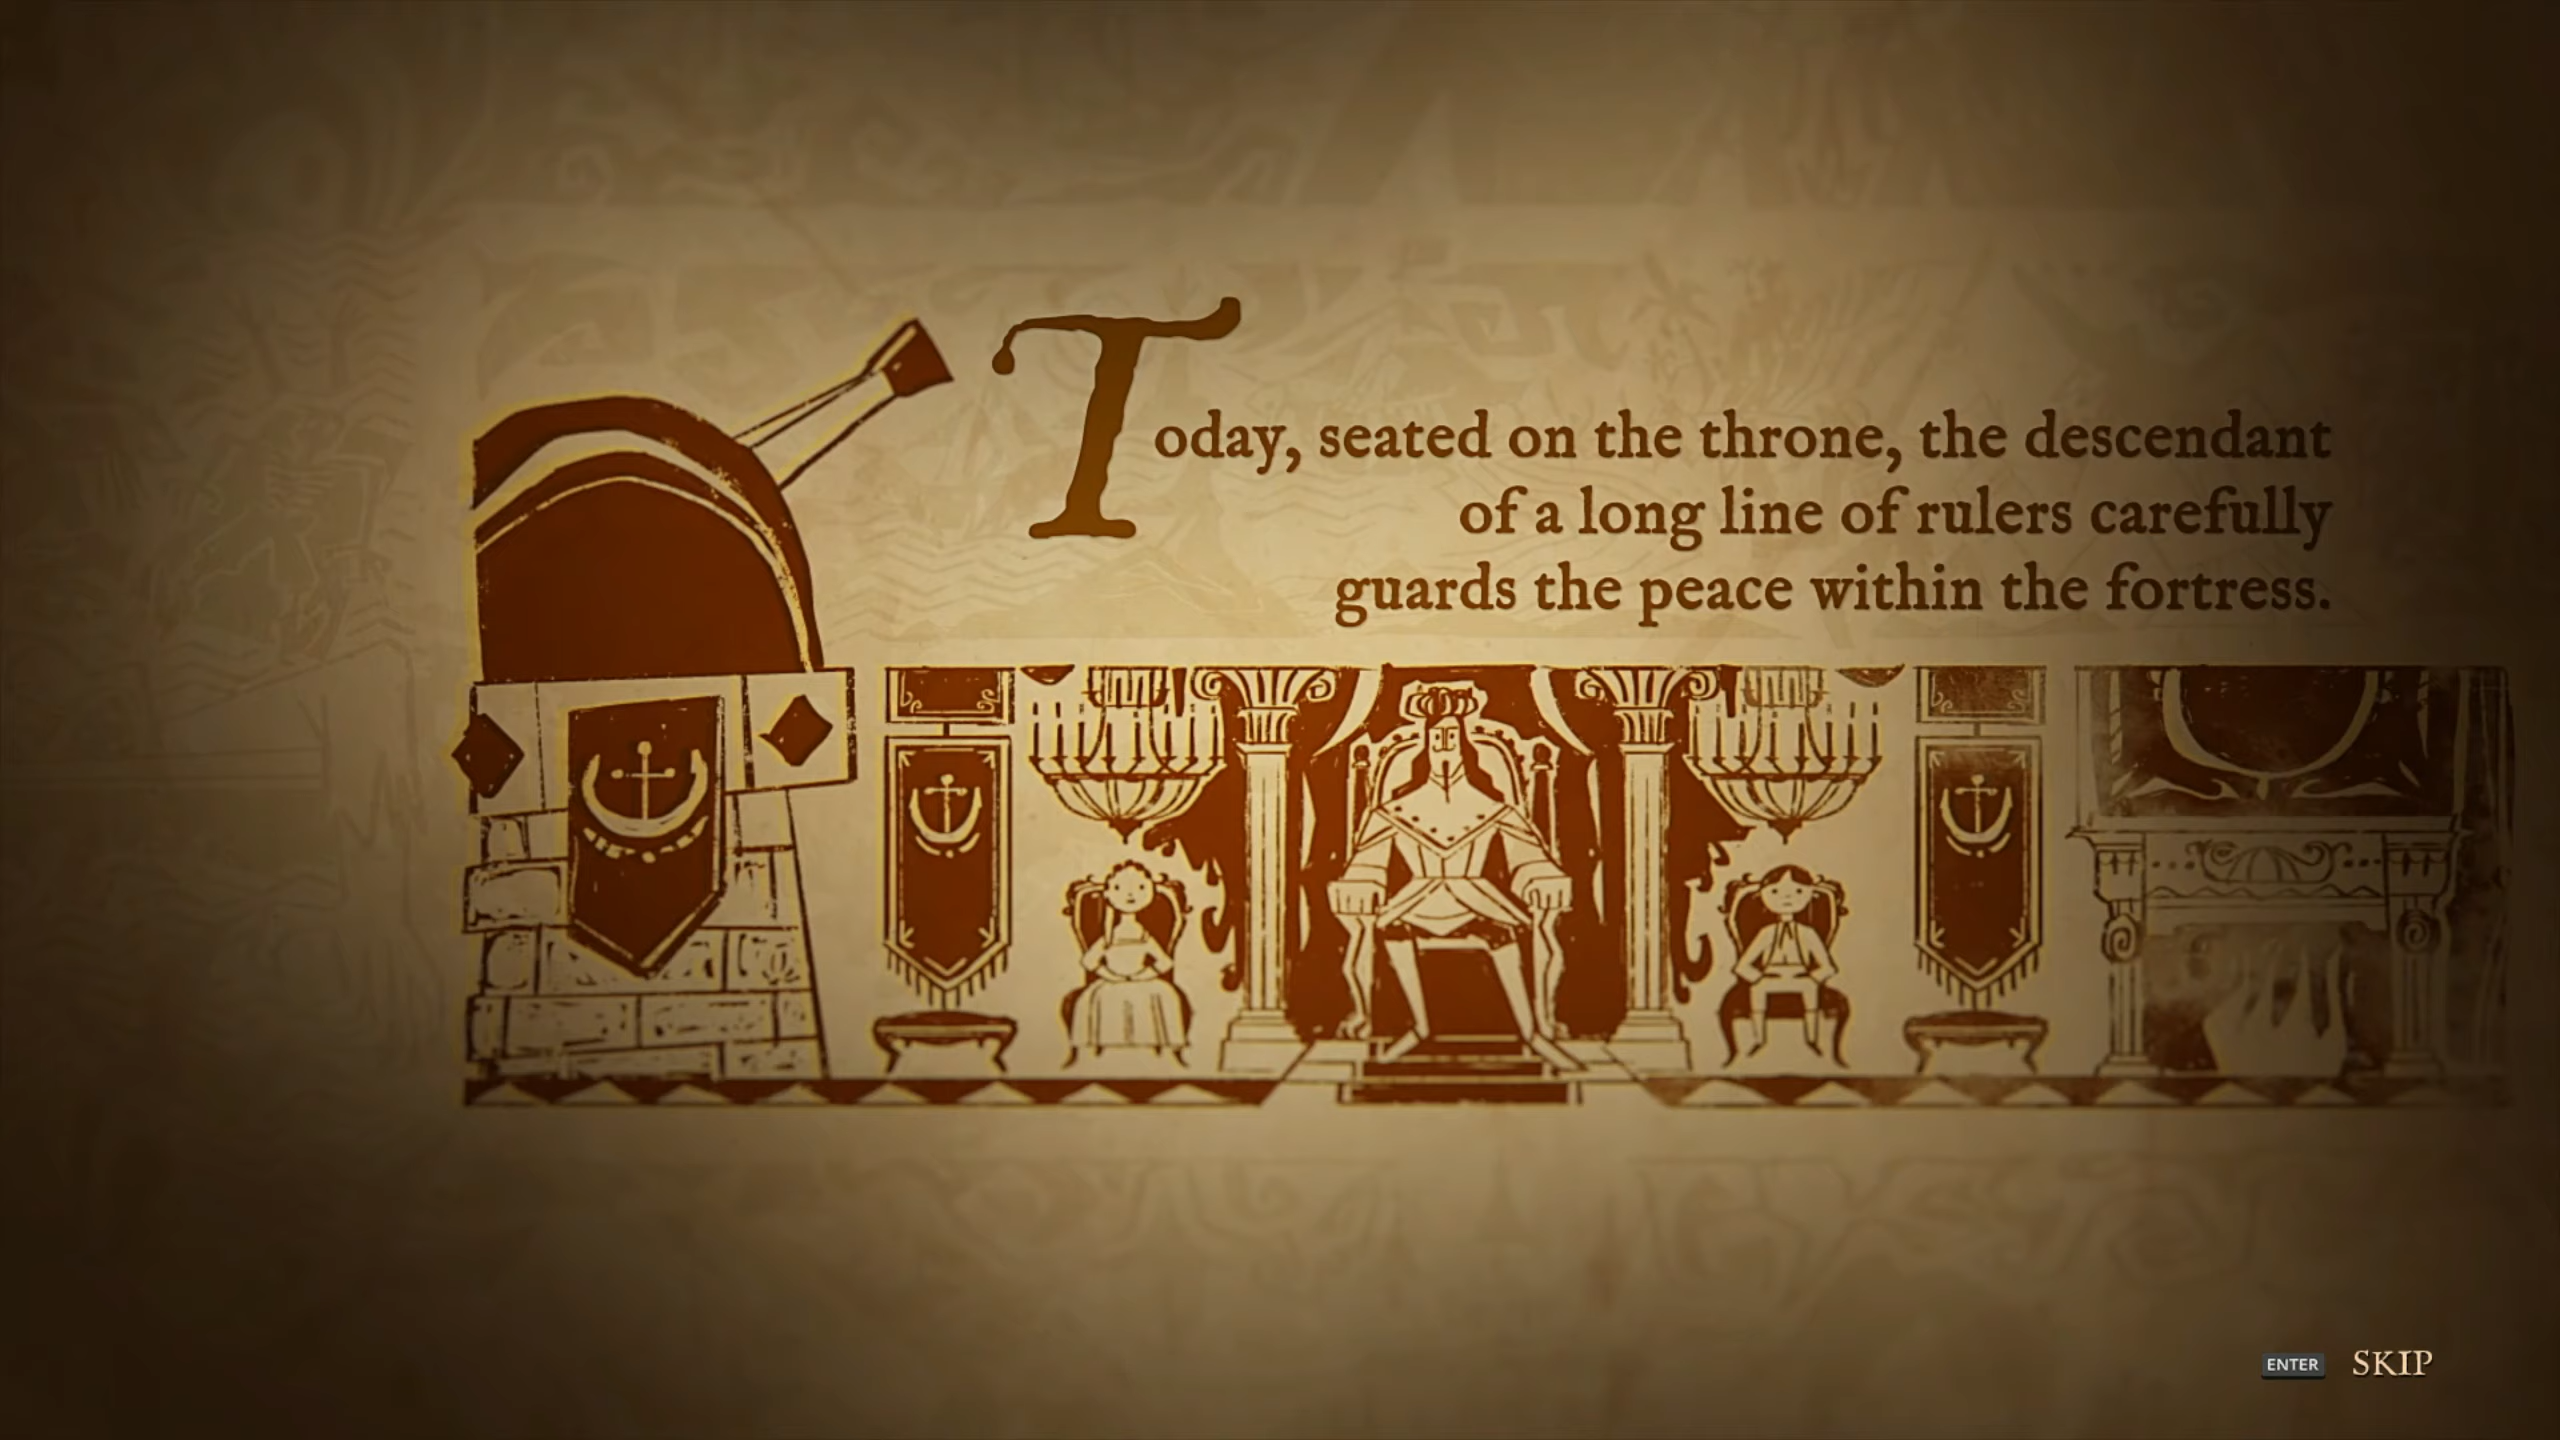 Today, seated on the throne, the descendant
of a long line of rulers carefully
guards the peace within the fortress.
ENTER SKIP